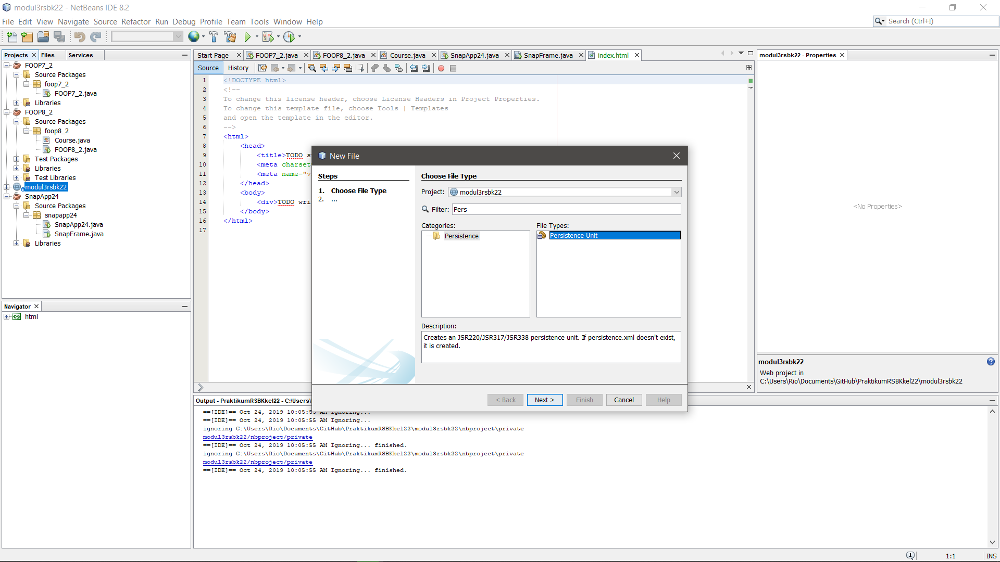 modul3rsbk22 - NetBeans IDE 8.2
File Edit View Navigate Source Refactor Run Debug Profile Team Tools Window Help
Search (Ctrl+I)
Projects Files Services
FOOP7_2
Source Packages
foop7_2
FOOP7_2.java
Libraries
FOOP8_2
Source Packages
foop8_2
Course.java
FOOP8_2.java
Test Packages
Libraries
Test Libraries
modul3rsbk22
SnapApp24
Source Packages
snapapp24
SnapApp24.java
SnapFrame.java
Libraries
Navigator
html
Start Page FOOP7_2.java FOOP8_2.java Course.java SnapApp24.java SnapFrame.java index.html
Source History
1 <!DOCTYPE html>
2 <!--
3 To change this license header, choose License Headers in Project Properties.
4 To change this template file, choose Tools | Templates
5 and open the template in the editor.
6 -->
7 <html>
8 <head>
9 <title>TODO s
10 <meta charset
11 <meta name="v
12 </head>
13 <body>
14 <div>TODO wri
15 </body>
16 </html>
17
New File
Steps
1. Choose File Type
2. ...
Choose File Type
Project: modul3rsbk22
Filter: Pers
Categories:
Persistence
File Types:
Persistence Unit
Description:
Creates an JSR220/JSR317/JSR338 persistence unit. If persistence.xml doesn't exist,
it is created.
< Back Next > Finish Cancel Help
modul3rsbk22 - Properties
<No Properties>
modul3rsbk22
Web project in
C:\Users\Rio\Documents\GitHub\PraktikumRSBKkel22\modul3rsbk22
Output - PraktikumRSBKkel22 - C:\Users\
==[IDE]== Oct 24, 2019 10:05:55 AM Ignoring...
==[IDE]== Oct 24, 2019 10:05:55 AM Ignoring...
ignoring C:\Users\Rio\Documents\GitHub\PraktikumRSBKkel22\modul3rsbk22\nbproject\private
modul3rsbk22/nbproject/private
==[IDE]== Oct 24, 2019 10:05:55 AM Ignoring... finished.
ignoring C:\Users\Rio\Documents\GitHub\PraktikumRSBKkel22\modul3rsbk22\nbproject\private
modul3rsbk22/nbproject/private
==[IDE]== Oct 24, 2019 10:05:55 AM Ignoring... finished.
1
1:1
INS